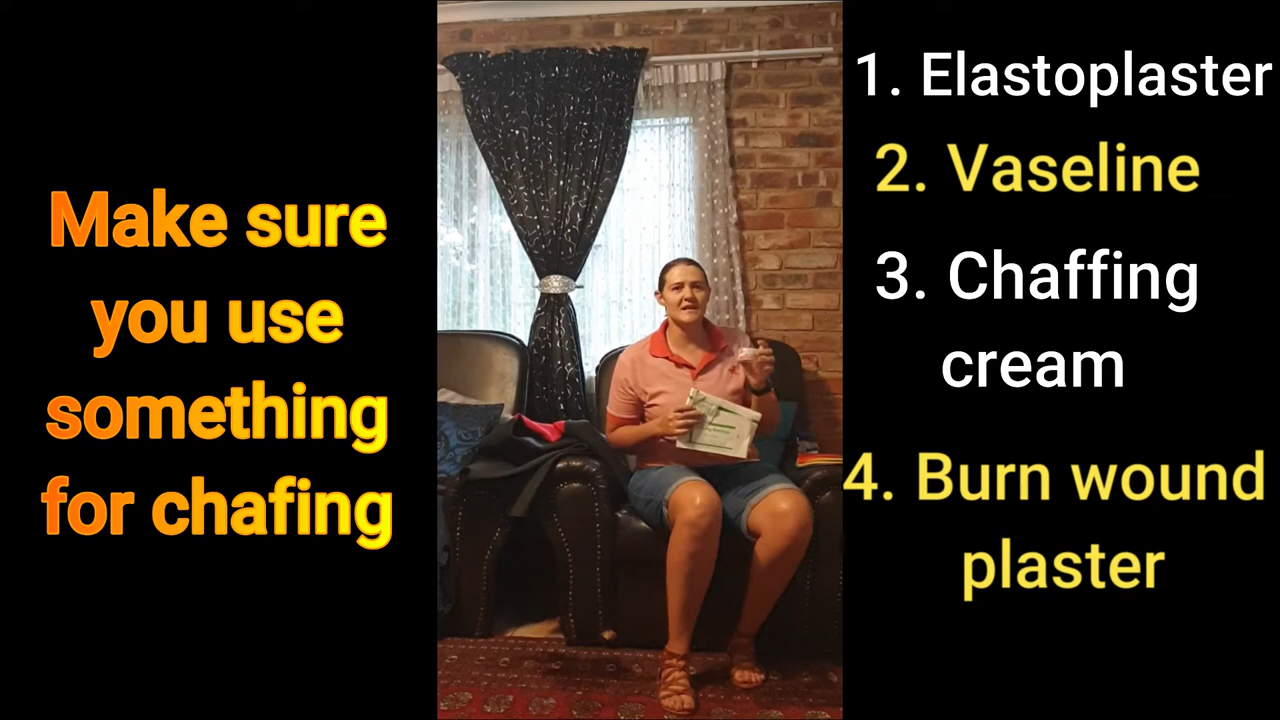 Make sure
you use
something
for chafing
1. Elastoplaster
2. Vaseline
3. Chaffing
cream
4. Burn wound
plaster